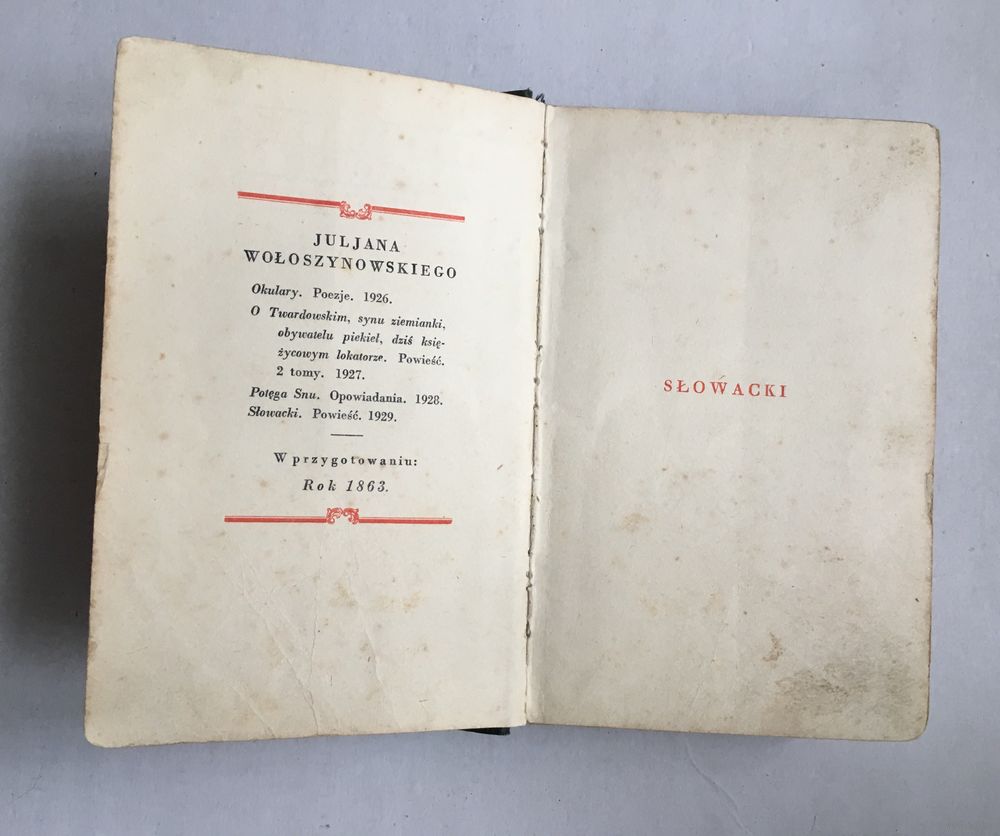 JULJANA
WOŁOSZYNOWSKIEGO
Okulary. Poezje. 1926.
O Twardowskim, synu ziemianki,
obywatelu piekieł, dziś księ-
życowym lokatorze. Powieść.
2 tomy. 1927.
Potęga Snu. Opowiadania. 1928.
Słowacki. Powieść. 1929.
W przygotowaniu:
Rok 1863.
SŁOWACKI